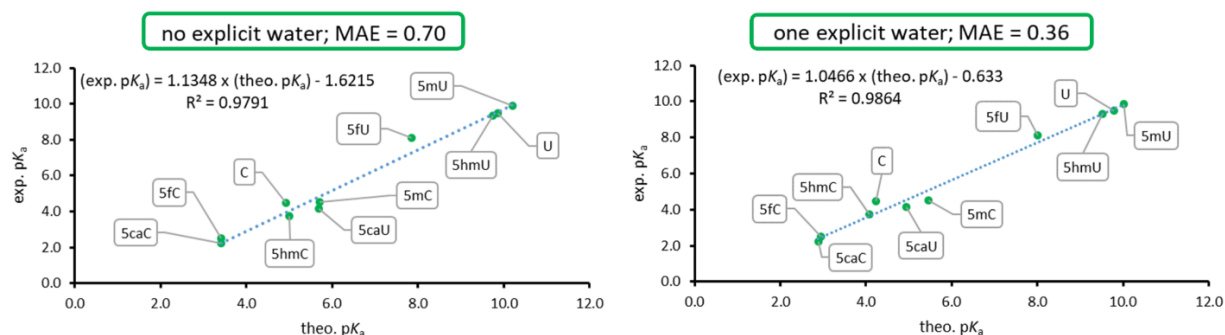 no explicit water; MAE = 0.70
(exp. pKa) = 1.1348 x (theo. pKa) - 1.6215
R² = 0.9791
12.0
10.0
8.0
6.0
4.0
2.0
0.0
exp. pKa
5mU
5fU
U
5hmU
C
5fC
5mC
5caC
5caU
5hmC
0.0 2.0 4.0 6.0 8.0 10.0 12.0
theo. pKa
one explicit water; MAE = 0.36
(exp. pKa) = 1.0466 x (theo. pKa) - 0.633
R² = 0.9864
12.0
10.0
8.0
6.0
4.0
2.0
0.0
exp. pKa
U
5fU
5mU
5hmU
C
5hmC
5fC
5mC
5caU
5caC
0.0 2.0 4.0 6.0 8.0 10.0 12.0
theo. pKa